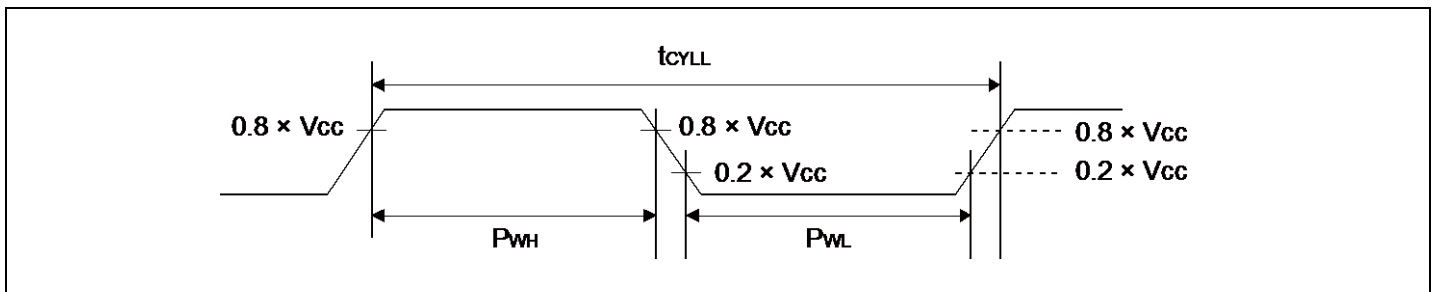 tCYLL
0.8 × Vcc
0.8 × Vcc
0.8 × Vcc
0.2 × Vcc
0.2 × Vcc
PWH
PWL